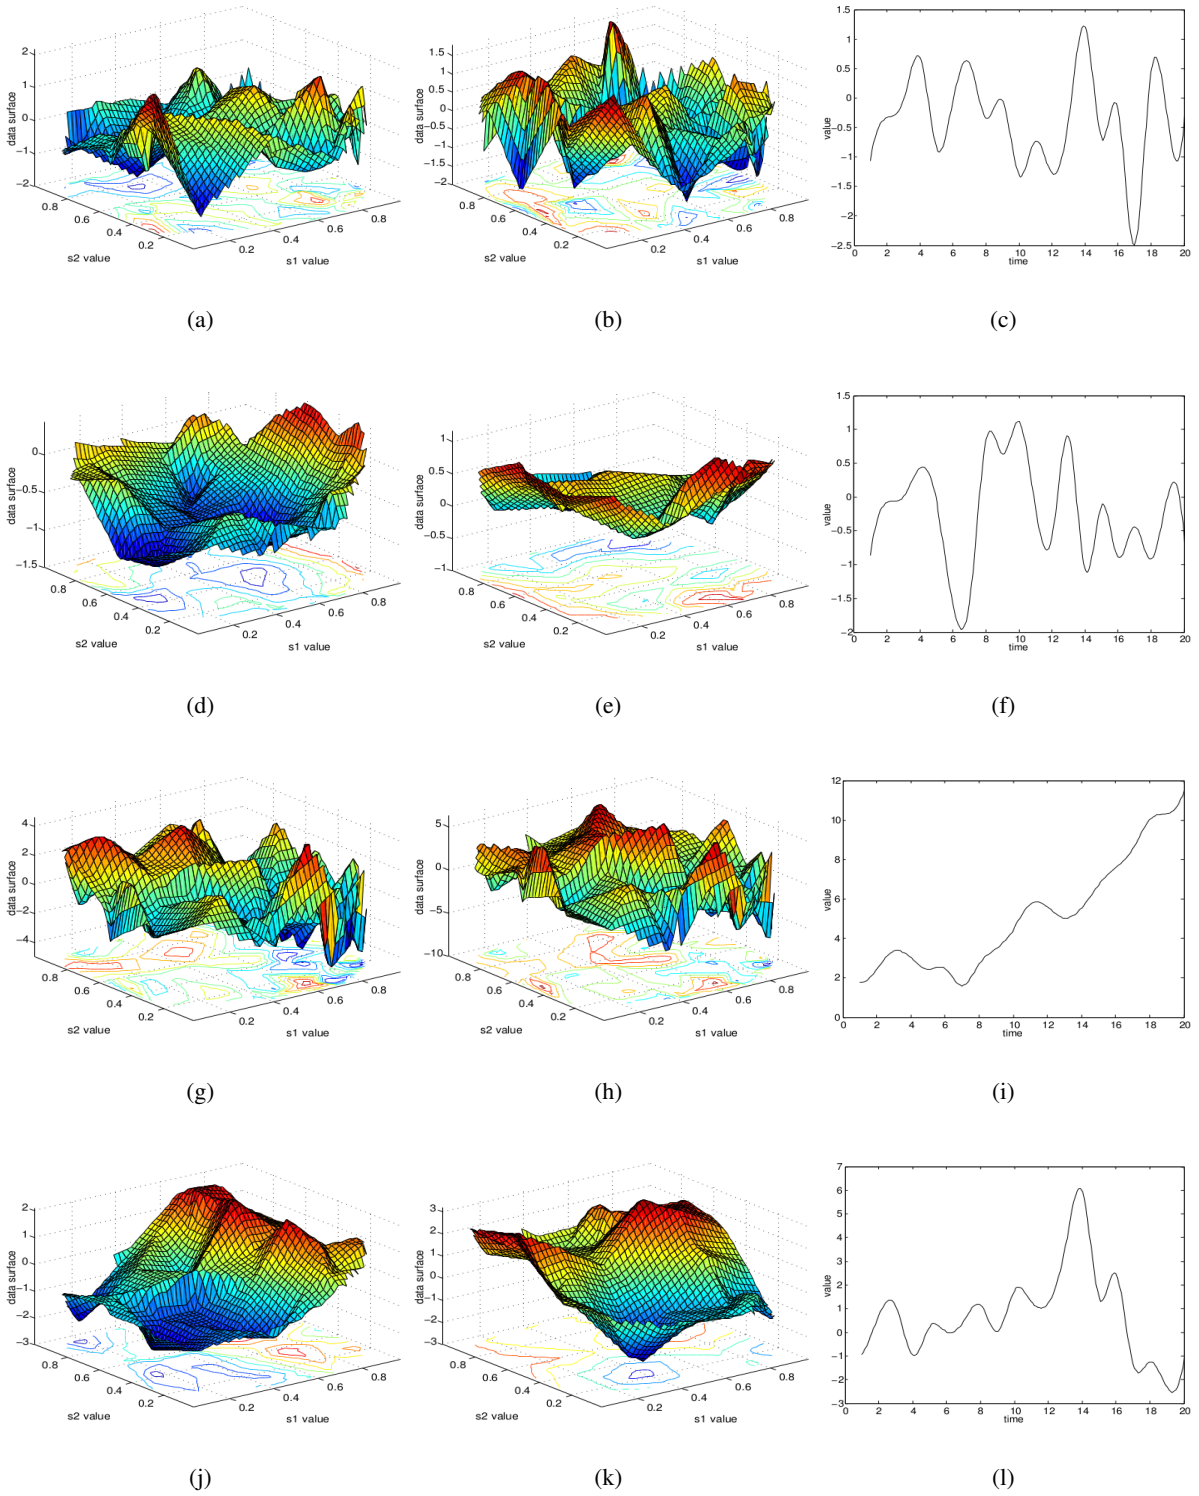 2
1
0
−1
−2
data surface
0.8
0.6
0.4
0.2
s2 value
0.2
0.4
0.6
0.8
s1 value
(a)
1.5
1
0.5
0
−0.5
−1
−1.5
−2
data surface
0.8
0.6
0.4
0.2
s2 value
0.2
0.4
0.6
0.8
s1 value
(b)
1.5
1
0.5
0
−0.5
−1
−1.5
−2
−2.5
value
0 2 4 6 8 10 12 14 16 18 20
time
(c)
0
−0.5
−1
−1.5
data surface
0.8
0.6
0.4
0.2
s2 value
0.2
0.4
0.6
0.8
s1 value
(d)
1
0.5
0
−0.5
−1
data surface
0.8
0.6
0.4
0.2
s2 value
0.2
0.4
0.6
0.8
s1 value
(e)
1.5
1
0.5
0
−0.5
−1
−1.5
−2
value
0 2 4 6 8 10 12 14 16 18 20
time
(f)
4
2
0
−2
−4
data surface
0.8
0.6
0.4
0.2
s2 value
0.2
0.4
0.6
0.8
s1 value
(g)
5
0
−5
−10
data surface
0.8
0.6
0.4
0.2
s2 value
0.2
0.4
0.6
0.8
s1 value
(h)
12
10
8
6
4
2
0
value
0 2 4 6 8 10 12 14 16 18 20
time
(i)
2
1
0
−1
−2
−3
data surface
0.8
0.6
0.4
0.2
s2 value
0.2
0.4
0.6
0.8
s1 value
(j)
3
2
1
0
−1
−2
−3
data surface
0.8
0.6
0.4
0.2
s2 value
0.2
0.4
0.6
0.8
s1 value
(k)
7
6
5
4
3
2
1
0
−1
−2
−3
value
0 2 4 6 8 10 12 14 16 18 20
time
(l)